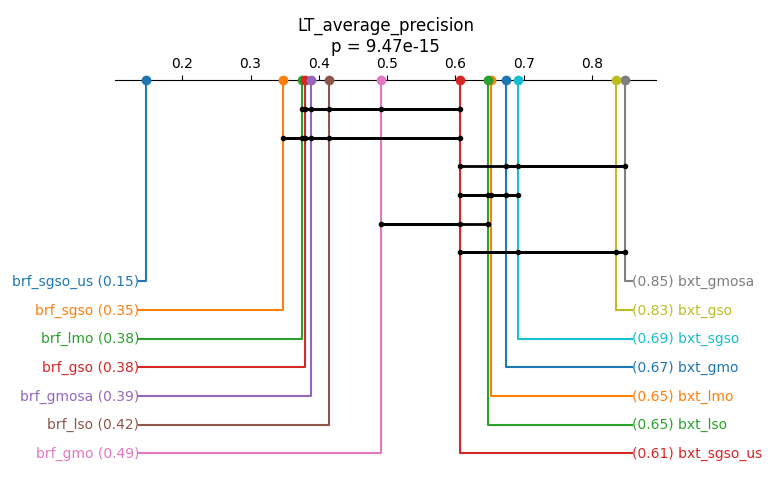 LT_average_precision
p = 9.47e-15
0.2 0.3 0.4 0.5 0.6 0.7 0.8
brf_sgso_us (0.15) (0.85) bxt_gmosa
brf_sgso (0.35) (0.83) bxt_gso
brf_lmo (0.38) (0.69) bxt_sgso
brf_gso (0.38) (0.67) bxt_gmo
brf_gmosa (0.39) (0.65) bxt_lmo
brf_lso (0.42) (0.65) bxt_lso
brf_gmo (0.49) (0.61) bxt_sgso_us